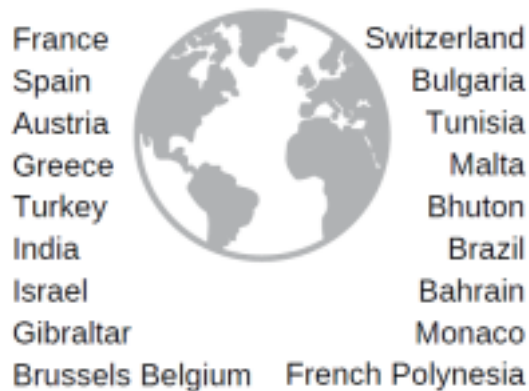 France
Spain
Austria
Greece
Turkey
India
Israel
Gibraltar
Brussels Belgium
Switzerland
Bulgaria
Tunisia
Malta
Bhuton
Brazil
Bahrain
Monaco
French Polynesia